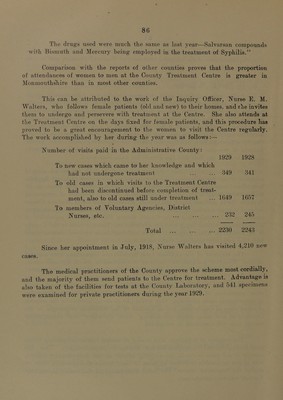 86
The drugs used were much the same as last year—Salvarsan compounds
with Bismuth and Mercury being employed in the treatment of Syphilis."
Comparison with the reports of other counties proves that the proportion
of attendances of women to men at the County Treatment Centre is greater in
Monmouthshire than in most other counties.
This can be attributed to the work of the Inquiry Officer, Nurse E. M.
Walters, who follows female patients (old and new) to their homes, and she invites
them to undergo and persevere with treatment at the Centre. She also attends at
the Treatment Centre on the days fixed for female patients, and this procedure has
proved to be a great encouragement to the women to visit the Centre regularly.
The work accomplished by her during the year was as follows:—
Number of visits paid in the Administrative County:
1929 1928
To new cases which came to her knowledge and which
had not undergone treatment ... ... 349 341
To old cases in which visits to the Treatment Centre
had been discontinued before completion of treat-
ment, also to old cases still under treatment ... 1649 1657
To members of Voluntary Agencies, District
Nurses, etc. ... ... ... ... 232 245
Total ... ... ... 2230 2243
Since her appointment in July, 1918, Nurse Walters has visited 4,210 new
cases.
The medical practitioners of the County approve the scheme most cordially,
and the majority of them send patients to the Centre for treatment. Advantage is
also taken of the facilities for tests at the County Laboratory, and 541 specimens
were examined for private practitioners during the year 1929.